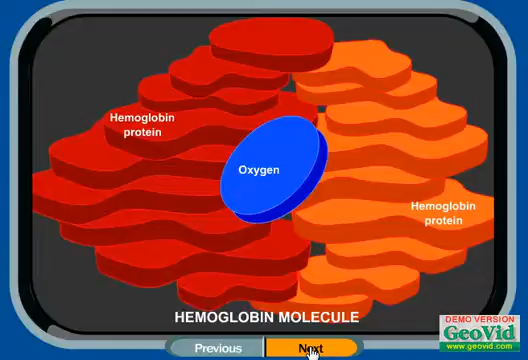 Hemoglobin
protein
Oxygen
Hemoglobin
protein
HEMOGLOBIN MOLECULE
Previous
Next
DEMO VERSION
GeoVid
www.geovid.com